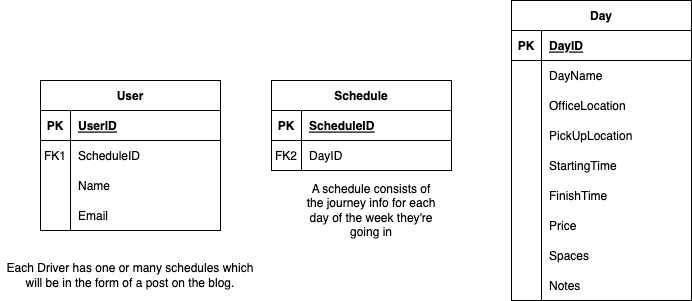 User
PK UserID
FK1 ScheduleID
Name
Email
Each Driver has one or many schedules which
will be in the form of a post on the blog.
Schedule
PK ScheduleID
FK2 DayID
A schedule consists of
the journey info for each
day of the week they're
going in
Day
PK DayID
DayName
OfficeLocation
PickUpLocation
StartingTime
FinishTime
Price
Spaces
Notes